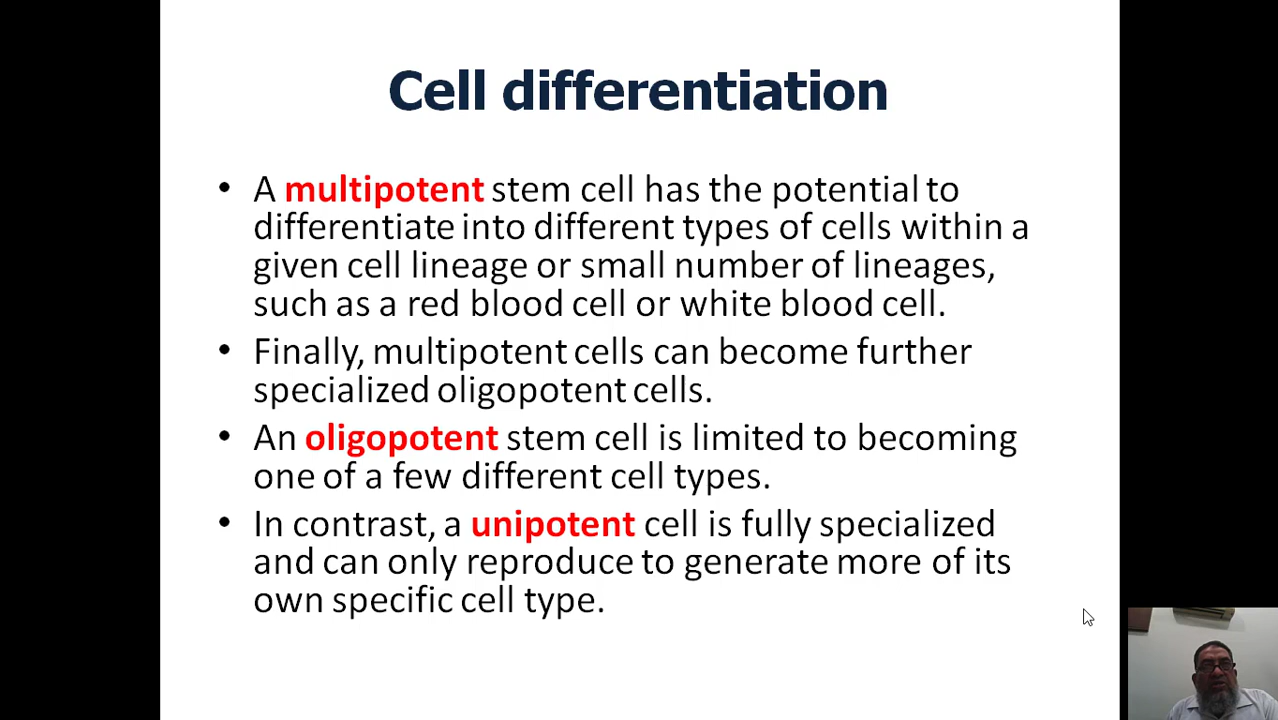 Cell differentiation
• A multipotent stem cell has the potential to
differentiate into different types of cells within a
given cell lineage or small number of lineages,
such as a red blood cell or white blood cell.
• Finally, multipotent cells can become further
specialized oligopotent cells.
• An oligopotent stem cell is limited to becoming
one of a few different cell types.
• In contrast, a unipotent cell is fully specialized
and can only reproduce to generate more of its
own specific cell type.